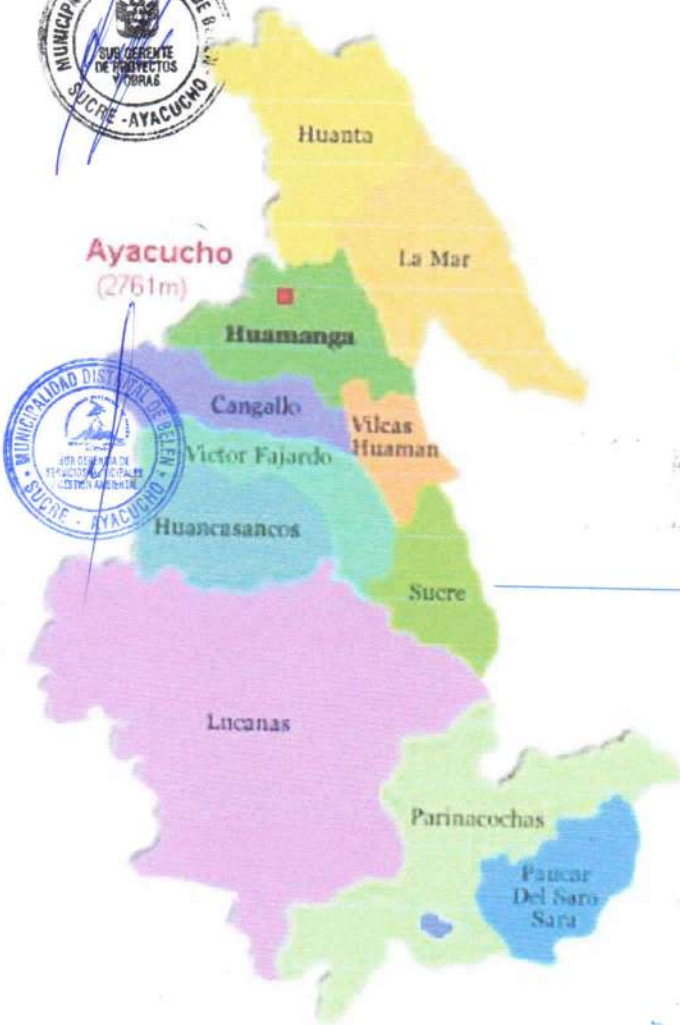 SUB GERENTE
DE PROYECTOS
Y OBRAS
SUCRE - AYACUCHO
Huanta
La Mar
Ayacucho
(2761m)
Huamanga
Cangallo
Vilcas
Huaman
Victor Fajardo
Huancasancos
MUNICIPALIDAD DISTRITAL DE BELEN
SUCRE - AYACUCHO
Sucre
Lucanas
Parinacochas
Paucar
Del Sara
Sara